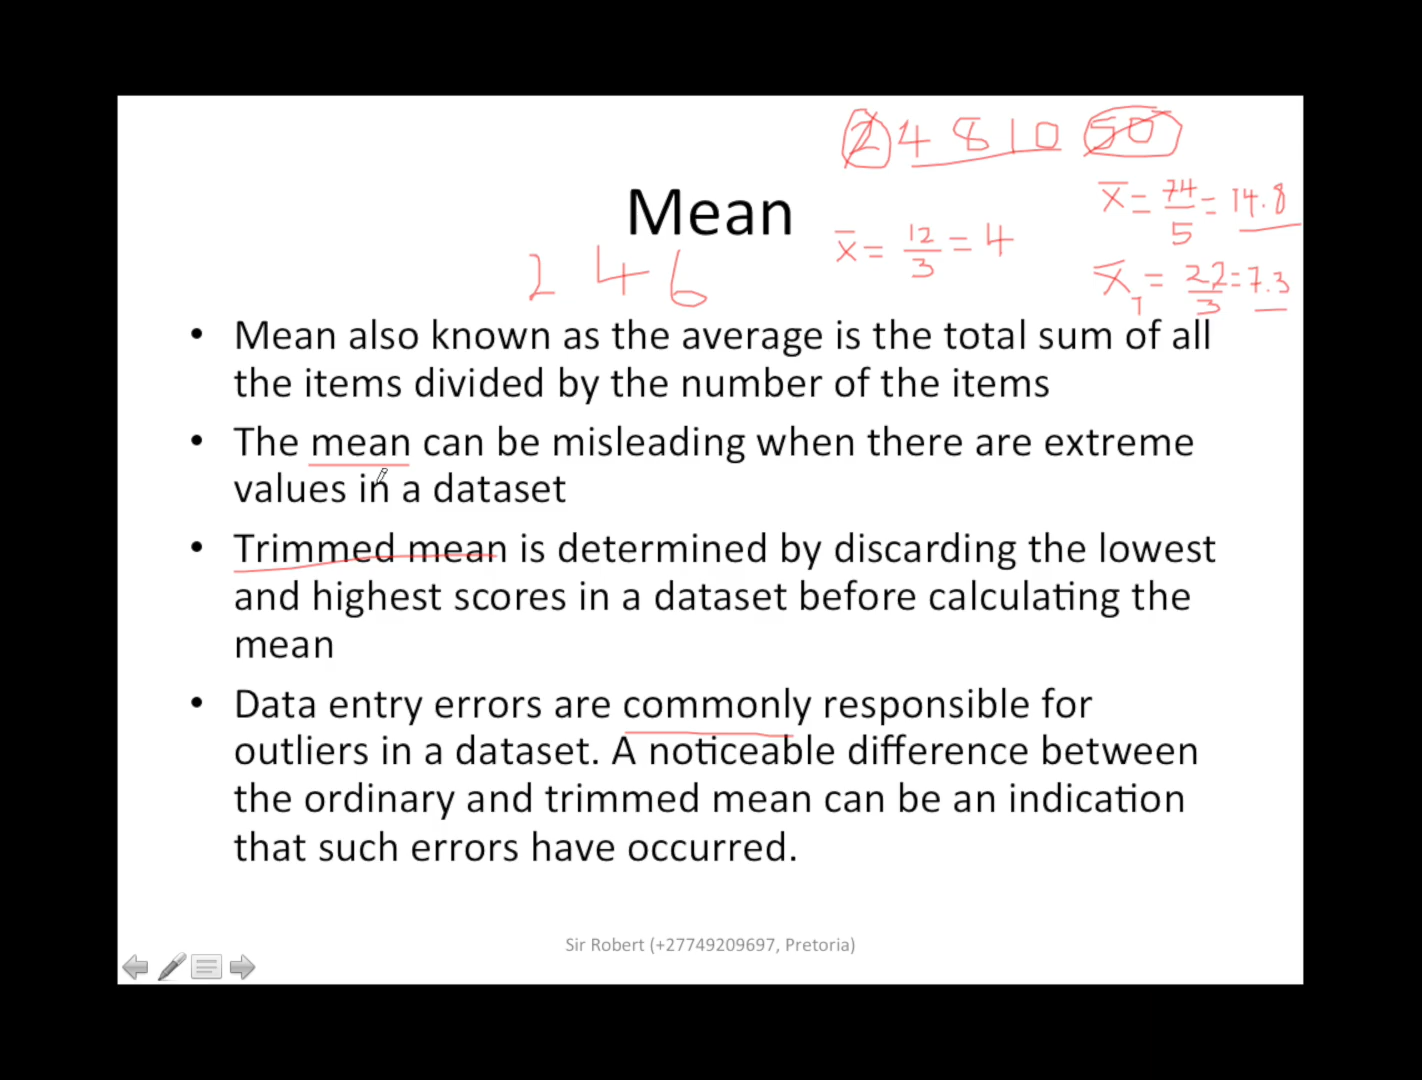 2 4 8 10 50
x̄ = 74/5 = 14.8
Mean
x̄ = 12/3 = 4
2 4 6
x̄T = 22/3 = 7.3
• Mean also known as the average is the total sum of all
the items divided by the number of the items
• The mean can be misleading when there are extreme
values in a dataset
• Trimmed mean is determined by discarding the lowest
and highest scores in a dataset before calculating the
mean
• Data entry errors are commonly responsible for
outliers in a dataset. A noticeable difference between
the ordinary and trimmed mean can be an indication
that such errors have occurred.
Sir Robert (+27749209697, Pretoria)